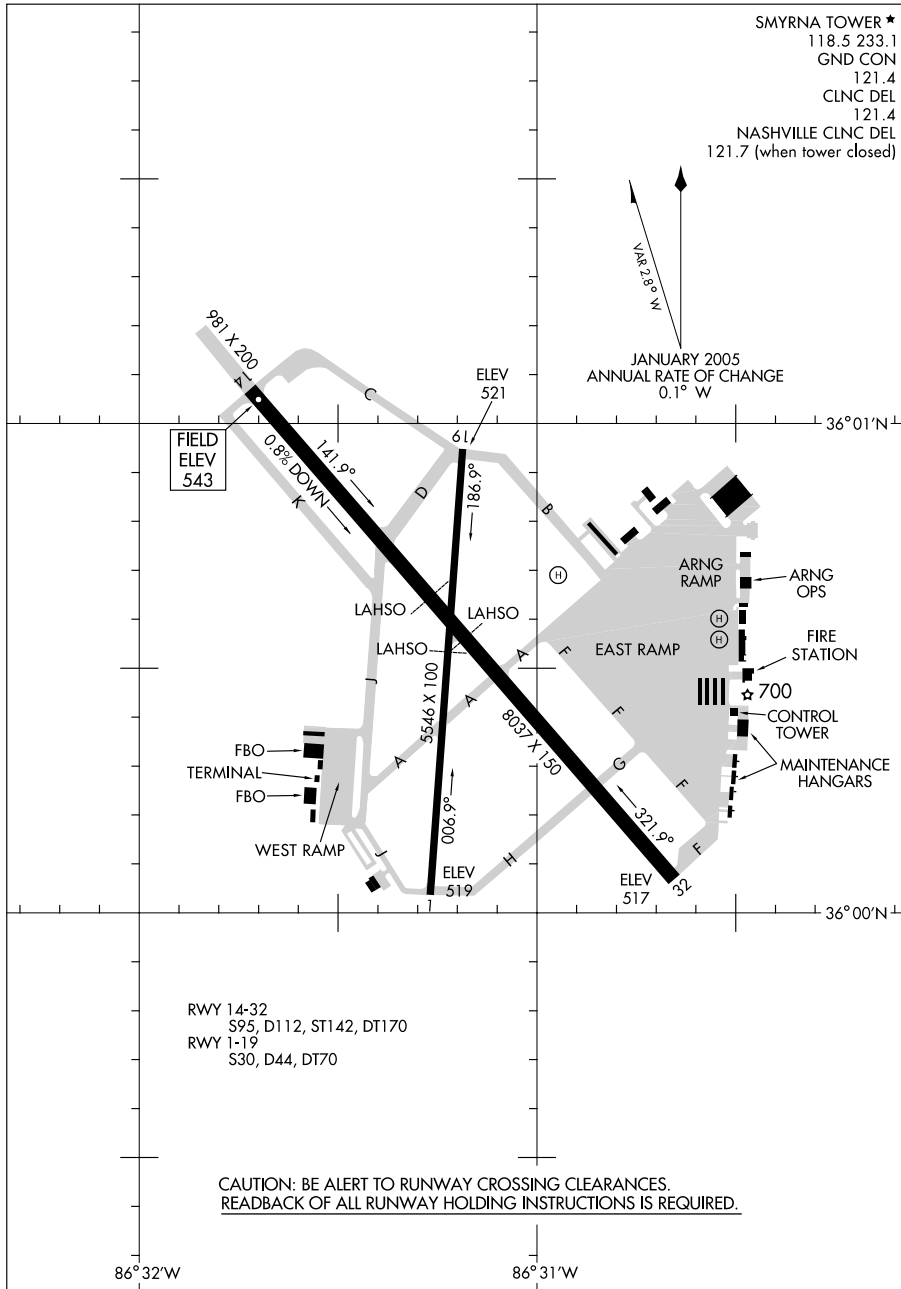 SMYRNA TOWER ★
118.5 233.1
GND CON
121.4
CLNC DEL
121.4
NASHVILLE CLNC DEL
121.7 (when tower closed)
VAR 2.8° W
JANUARY 2005
ANNUAL RATE OF CHANGE
0.1° W
981 X 200
14
C
ELEV
521
36°01'N
FIELD
ELEV
543
0.8% DOWN
141.9°
19
186.9°
K
D
B
H
ARNG
RAMP
ARNG
OPS
LAHSO
LAHSO
LAHSO
H
H
EAST RAMP
FIRE
STATION
A
F
A
J
5546 X 100
8037 X 150
F
700
CONTROL
TOWER
FBO
A
G
F
MAINTENANCE
HANGARS
TERMINAL
FBO
WEST RAMP
006.9°
321.9°
J
H
F
ELEV
519
1
ELEV
517
32
36°00'N
RWY 14-32
S95, D112, ST142, DT170
RWY 1-19
S30, D44, DT70
CAUTION: BE ALERT TO RUNWAY CROSSING CLEARANCES.
READBACK OF ALL RUNWAY HOLDING INSTRUCTIONS IS REQUIRED.
86°32'W
86°31'W